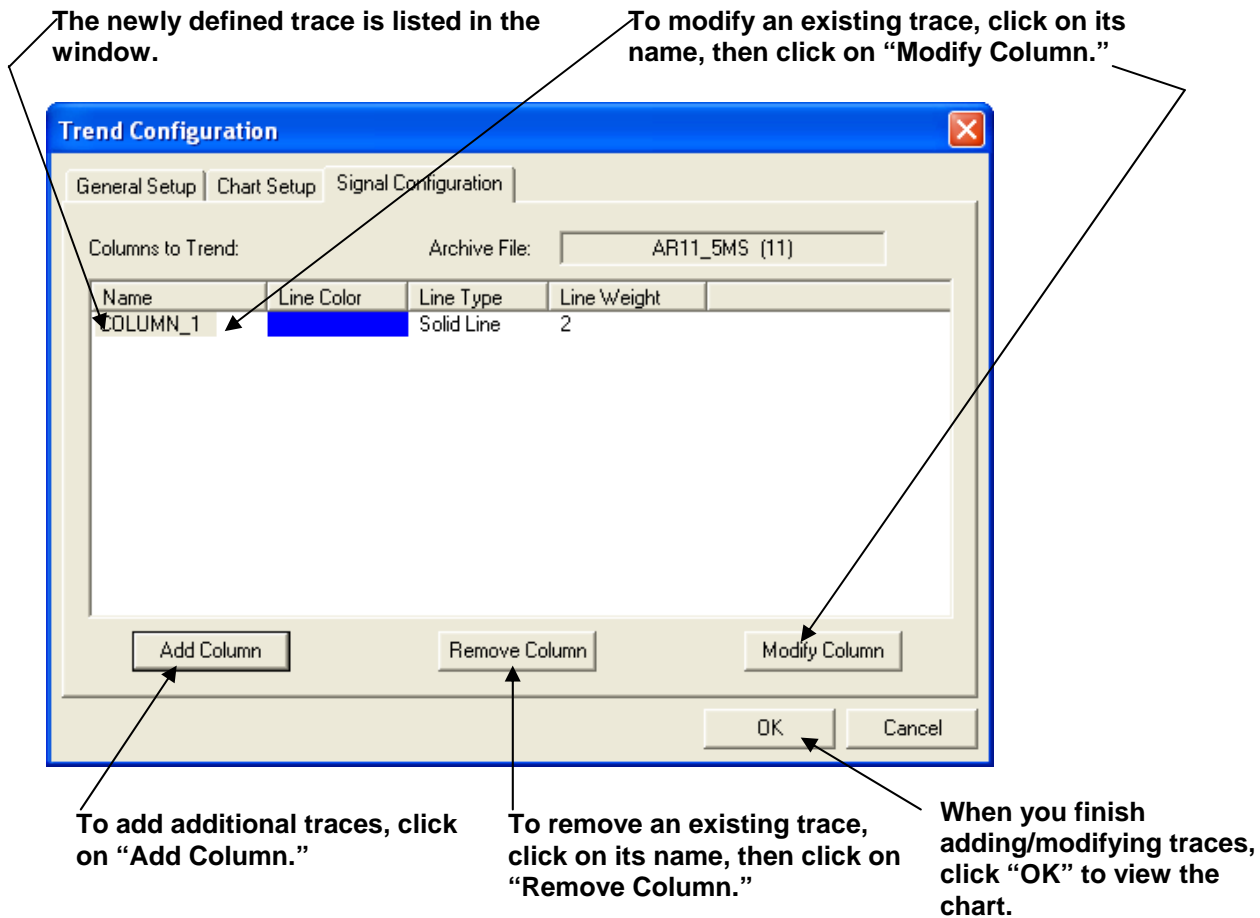 The newly defined trace is listed in the
window.
To modify an existing trace, click on its
name, then click on “Modify Column.”
Trend Configuration
General Setup
Chart Setup
Signal Configuration
Columns to Trend:
Archive File:
AR11_5MS (11)
Name
Line Color
Line Type
Line Weight
COLUMN_1
Solid Line
2
Add Column
Remove Column
Modify Column
OK
Cancel
To add additional traces, click
on “Add Column.”
To remove an existing trace,
click on its name, then click on
“Remove Column.”
When you finish
adding/modifying traces,
click “OK” to view the
chart.